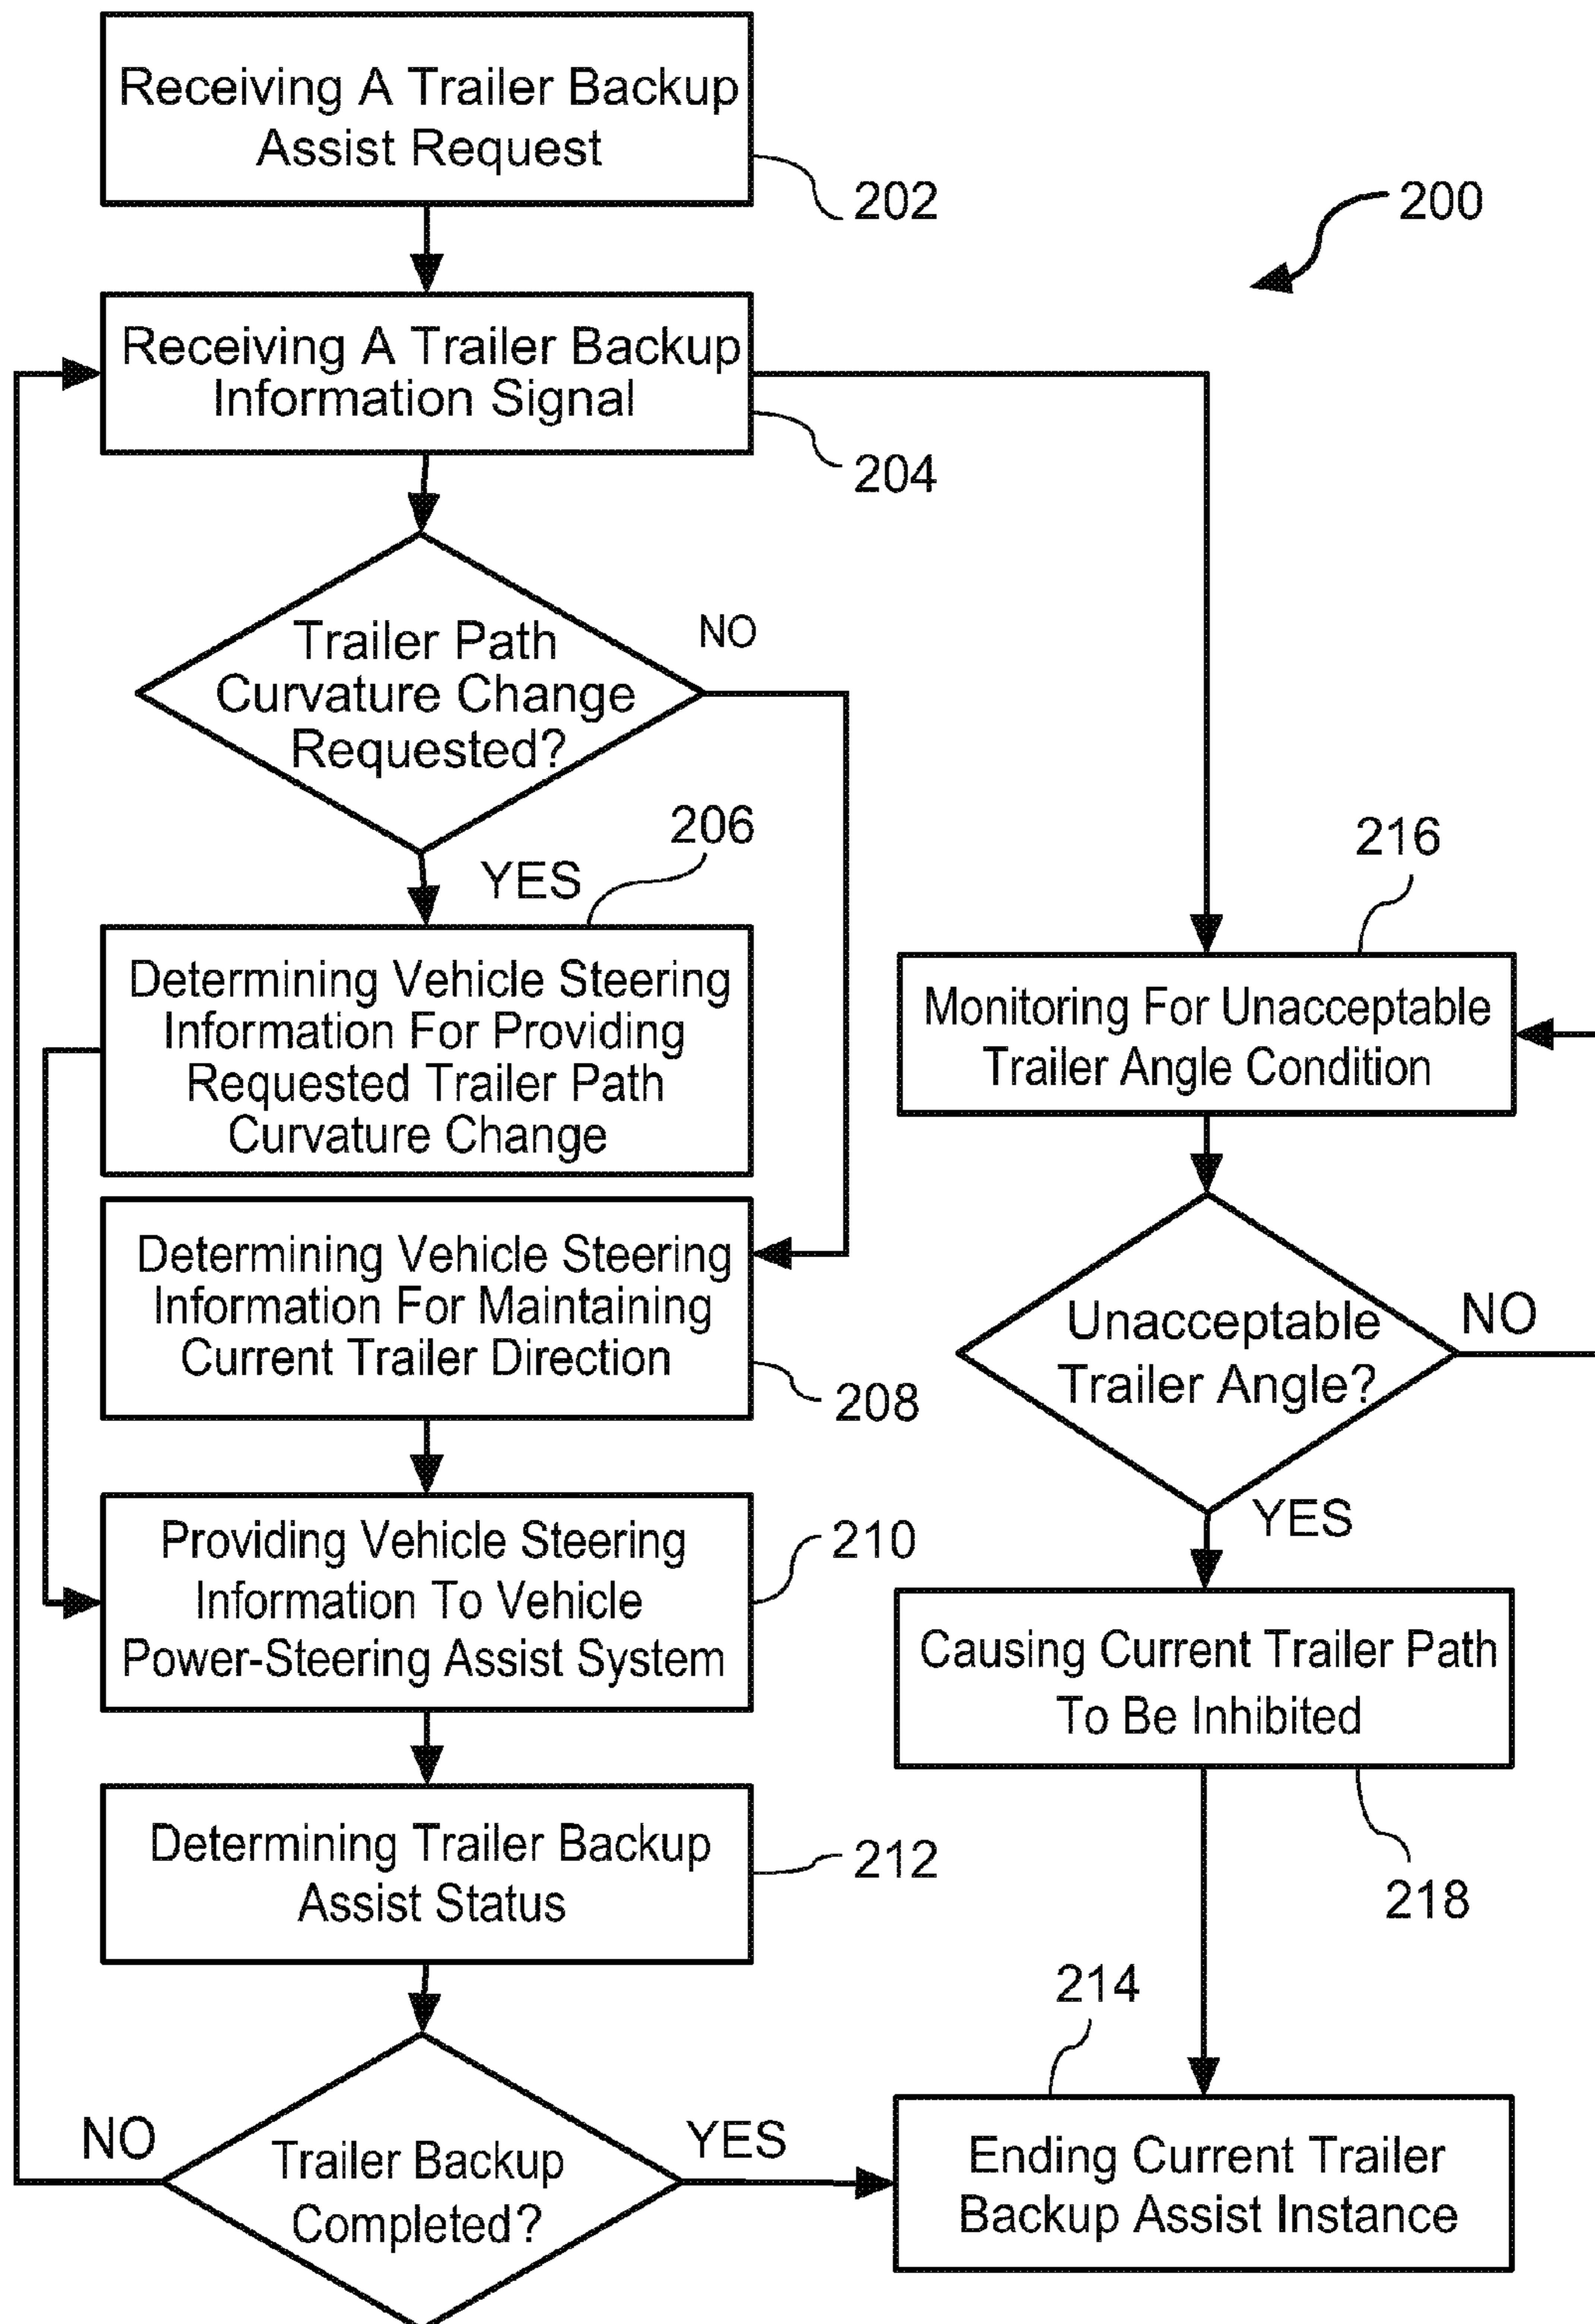 Receiving A Trailer Backup
Assist Request
202
200
Receiving A Trailer Backup
Information Signal
204
Trailer Path
Curvature Change
Requested?
NO
YES
206
Determining Vehicle Steering
Information For Providing
Requested Trailer Path
Curvature Change
Determining Vehicle Steering
Information For Maintaining
Current Trailer Direction
208
Providing Vehicle Steering
Information To Vehicle
Power-Steering Assist System
210
Determining Trailer Backup
Assist Status
212
Trailer Backup
Completed?
NO
YES
216
Monitoring For Unacceptable
Trailer Angle Condition
Unacceptable
Trailer Angle?
NO
YES
Causing Current Trailer Path
To Be Inhibited
218
214
Ending Current Trailer
Backup Assist Instance